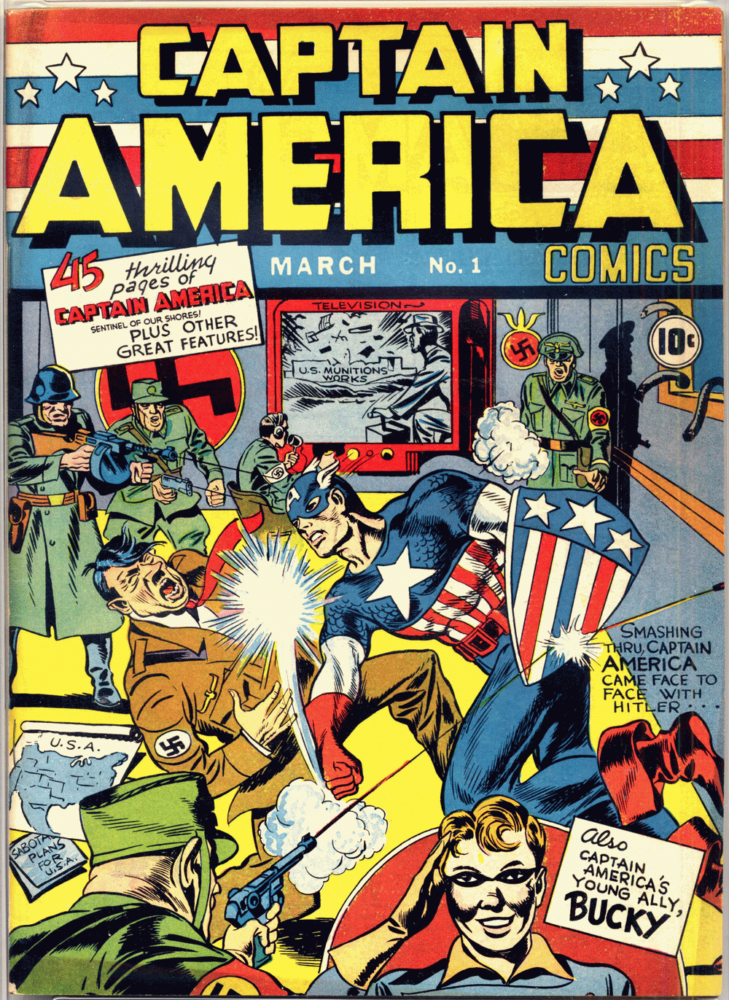 CAPTAIN
AMERICA
COMICS
MARCH No. 1
45 thrilling
pages of
CAPTAIN AMERICA
SENTINEL OF OUR SHORES!
PLUS OTHER
GREAT FEATURES!
TELEVISION
U.S. MUNITIONS
WORKS
10¢
A
SMASHING
THRU, CAPTAIN
AMERICA
CAME FACE TO
FACE WITH
HITLER . . .
U.S.A.
SABOTA
PLANS
FOR
U.S.A.
Also
CAPTAIN
AMERICA'S
YOUNG ALLY,
BUCKY